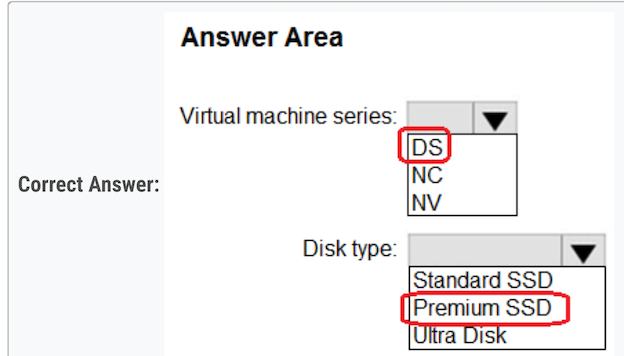 Answer Area
Virtual machine series:
DS
NC
NV
Correct Answer:
Disk type:
Standard SSD
Premium SSD
Ultra Disk